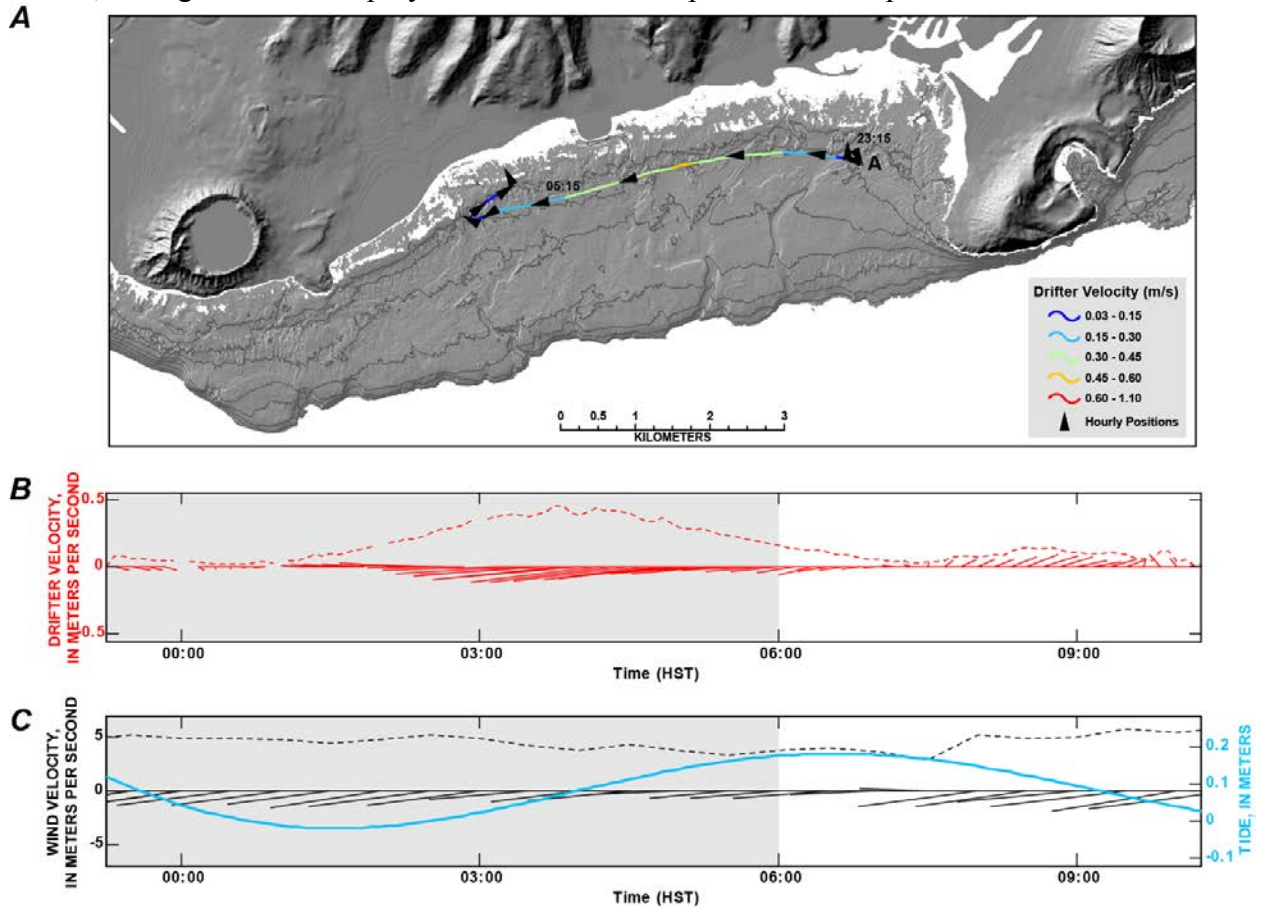 A
23:15
A
05:15
Drifter Velocity (m/s)
0.03 - 0.15
0.15 - 0.30
0.30 - 0.45
0.45 - 0.60
0.60 - 1.10
Hourly Positions
0 0.5 1 2 3
KILOMETERS
B
DRIFTER VELOCITY,
IN METERS PER SECOND
0.5
0
-0.5
00:00 03:00 06:00 09:00
Time (HST)
C
WIND VELOCITY,
IN METERS PER SECOND
5
0
-5
0.2
0.1
0
-0.1
TIDE, IN METERS
00:00 03:00 06:00 09:00
Time (HST)